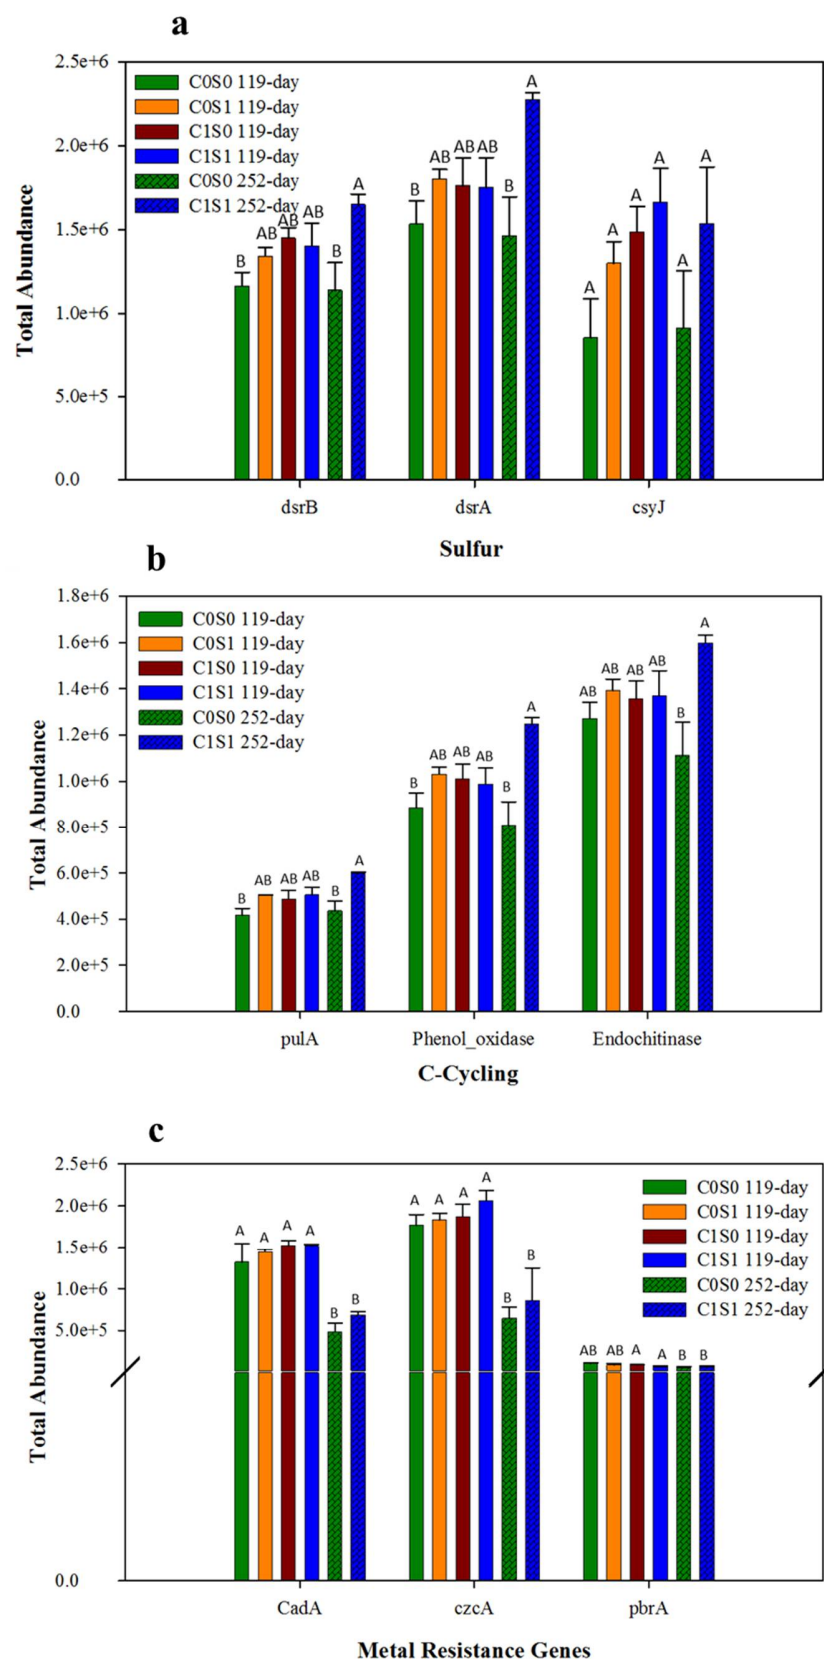 a
2.5e+6
2.0e+6
1.5e+6
1.0e+6
5.0e+5
0.0
Total Abundance
C0S0 119-day
C0S1 119-day
C1S0 119-day
C1S1 119-day
C0S0 252-day
C1S1 252-day
B AB AB AB B A
B AB AB AB B A
A A A A A A
dsrB dsrA csyJ
Sulfur
b
1.8e+6
1.6e+6
1.4e+6
1.2e+6
1.0e+6
8.0e+5
6.0e+5
4.0e+5
2.0e+5
0.0
Total Abundance
C0S0 119-day
C0S1 119-day
C1S0 119-day
C1S1 119-day
C0S0 252-day
C1S1 252-day
B AB AB AB B A
B AB AB AB B A
AB AB AB AB B A
pulA Phenol_oxidase Endochitinase
C-Cycling
c
2.5e+6
2.0e+6
1.5e+6
1.0e+6
5.0e+5
0.0
Total Abundance
C0S0 119-day
C0S1 119-day
C1S0 119-day
C1S1 119-day
C0S0 252-day
C1S1 252-day
A A A A B B
A A A A B B
AB AB A A B B
CadA czcA pbrA
Metal Resistance Genes